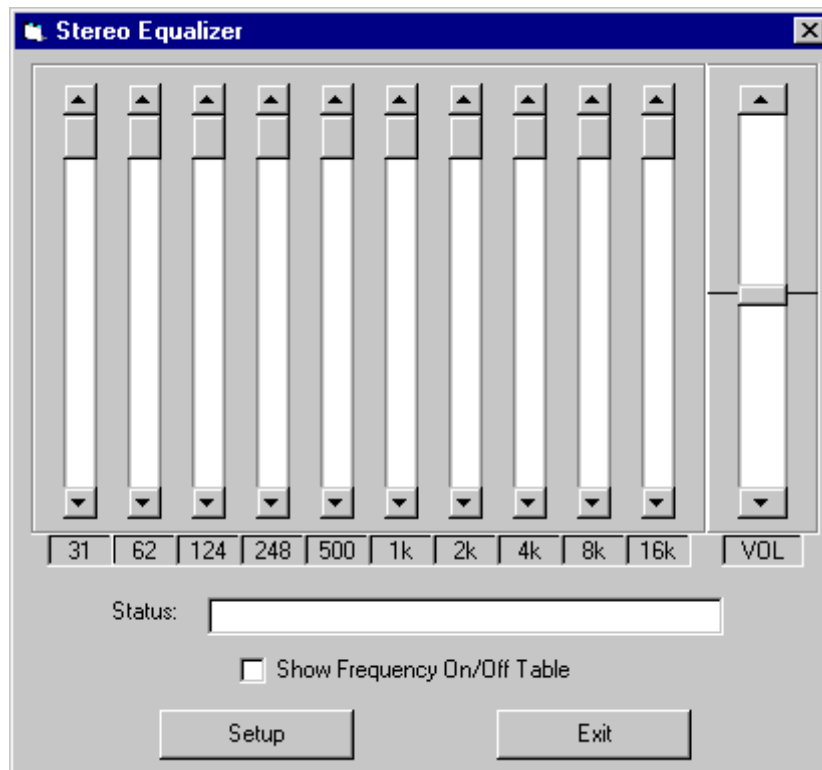 Stereo Equalizer
31 62 124 248 500 1k 2k 4k 8k 16k VOL
Status:
Show Frequency On/Off Table
Setup Exit